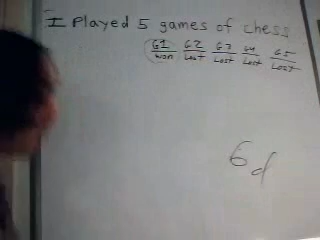 I Played 5 games of chess
G1 G2 G3 G4 G5
Won Lost Lost Lost Lost
6d